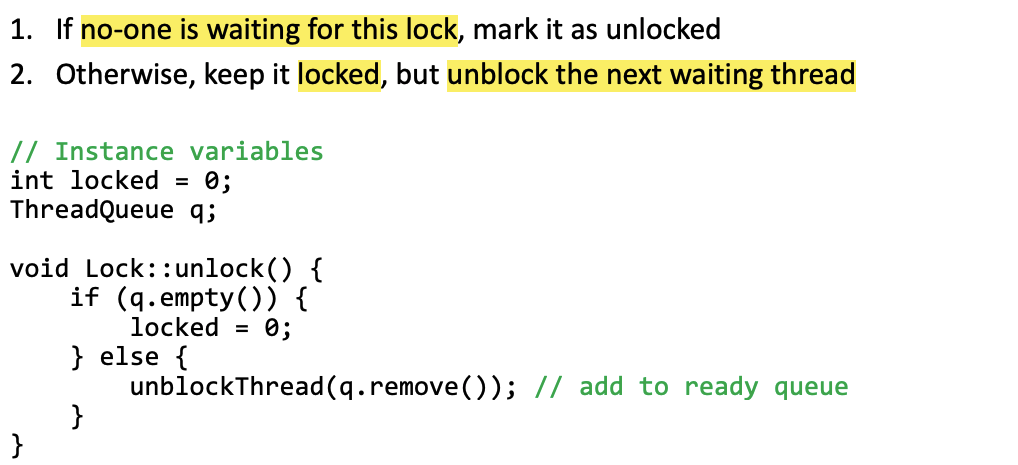 1. If no-one is waiting for this lock, mark it as unlocked
2. Otherwise, keep it locked, but unblock the next waiting thread
// Instance variables
int locked = 0;
ThreadQueue q;
void Lock::unlock() {
    if (q.empty()) {
        locked = 0;
    } else {
        unblockThread(q.remove()); // add to ready queue
    }
}